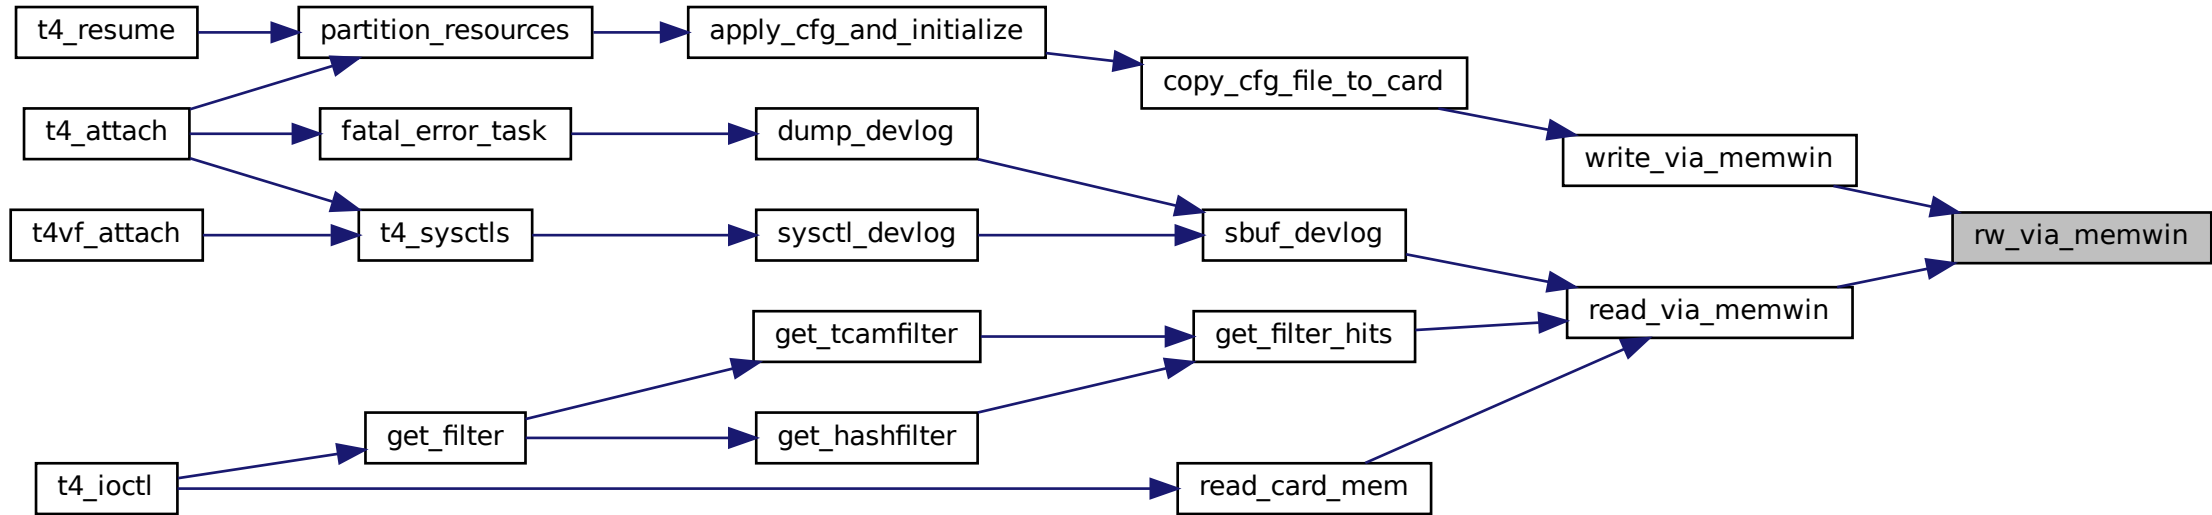 t4_resume
partition_resources
apply_cfg_and_initialize
copy_cfg_file_to_card
t4_attach
fatal_error_task
dump_devlog
write_via_memwin
t4vf_attach
t4_sysctls
sysctl_devlog
sbuf_devlog
rw_via_memwin
read_via_memwin
get_tcamfilter
get_filter_hits
get_filter
get_hashfilter
t4_ioctl
read_card_mem